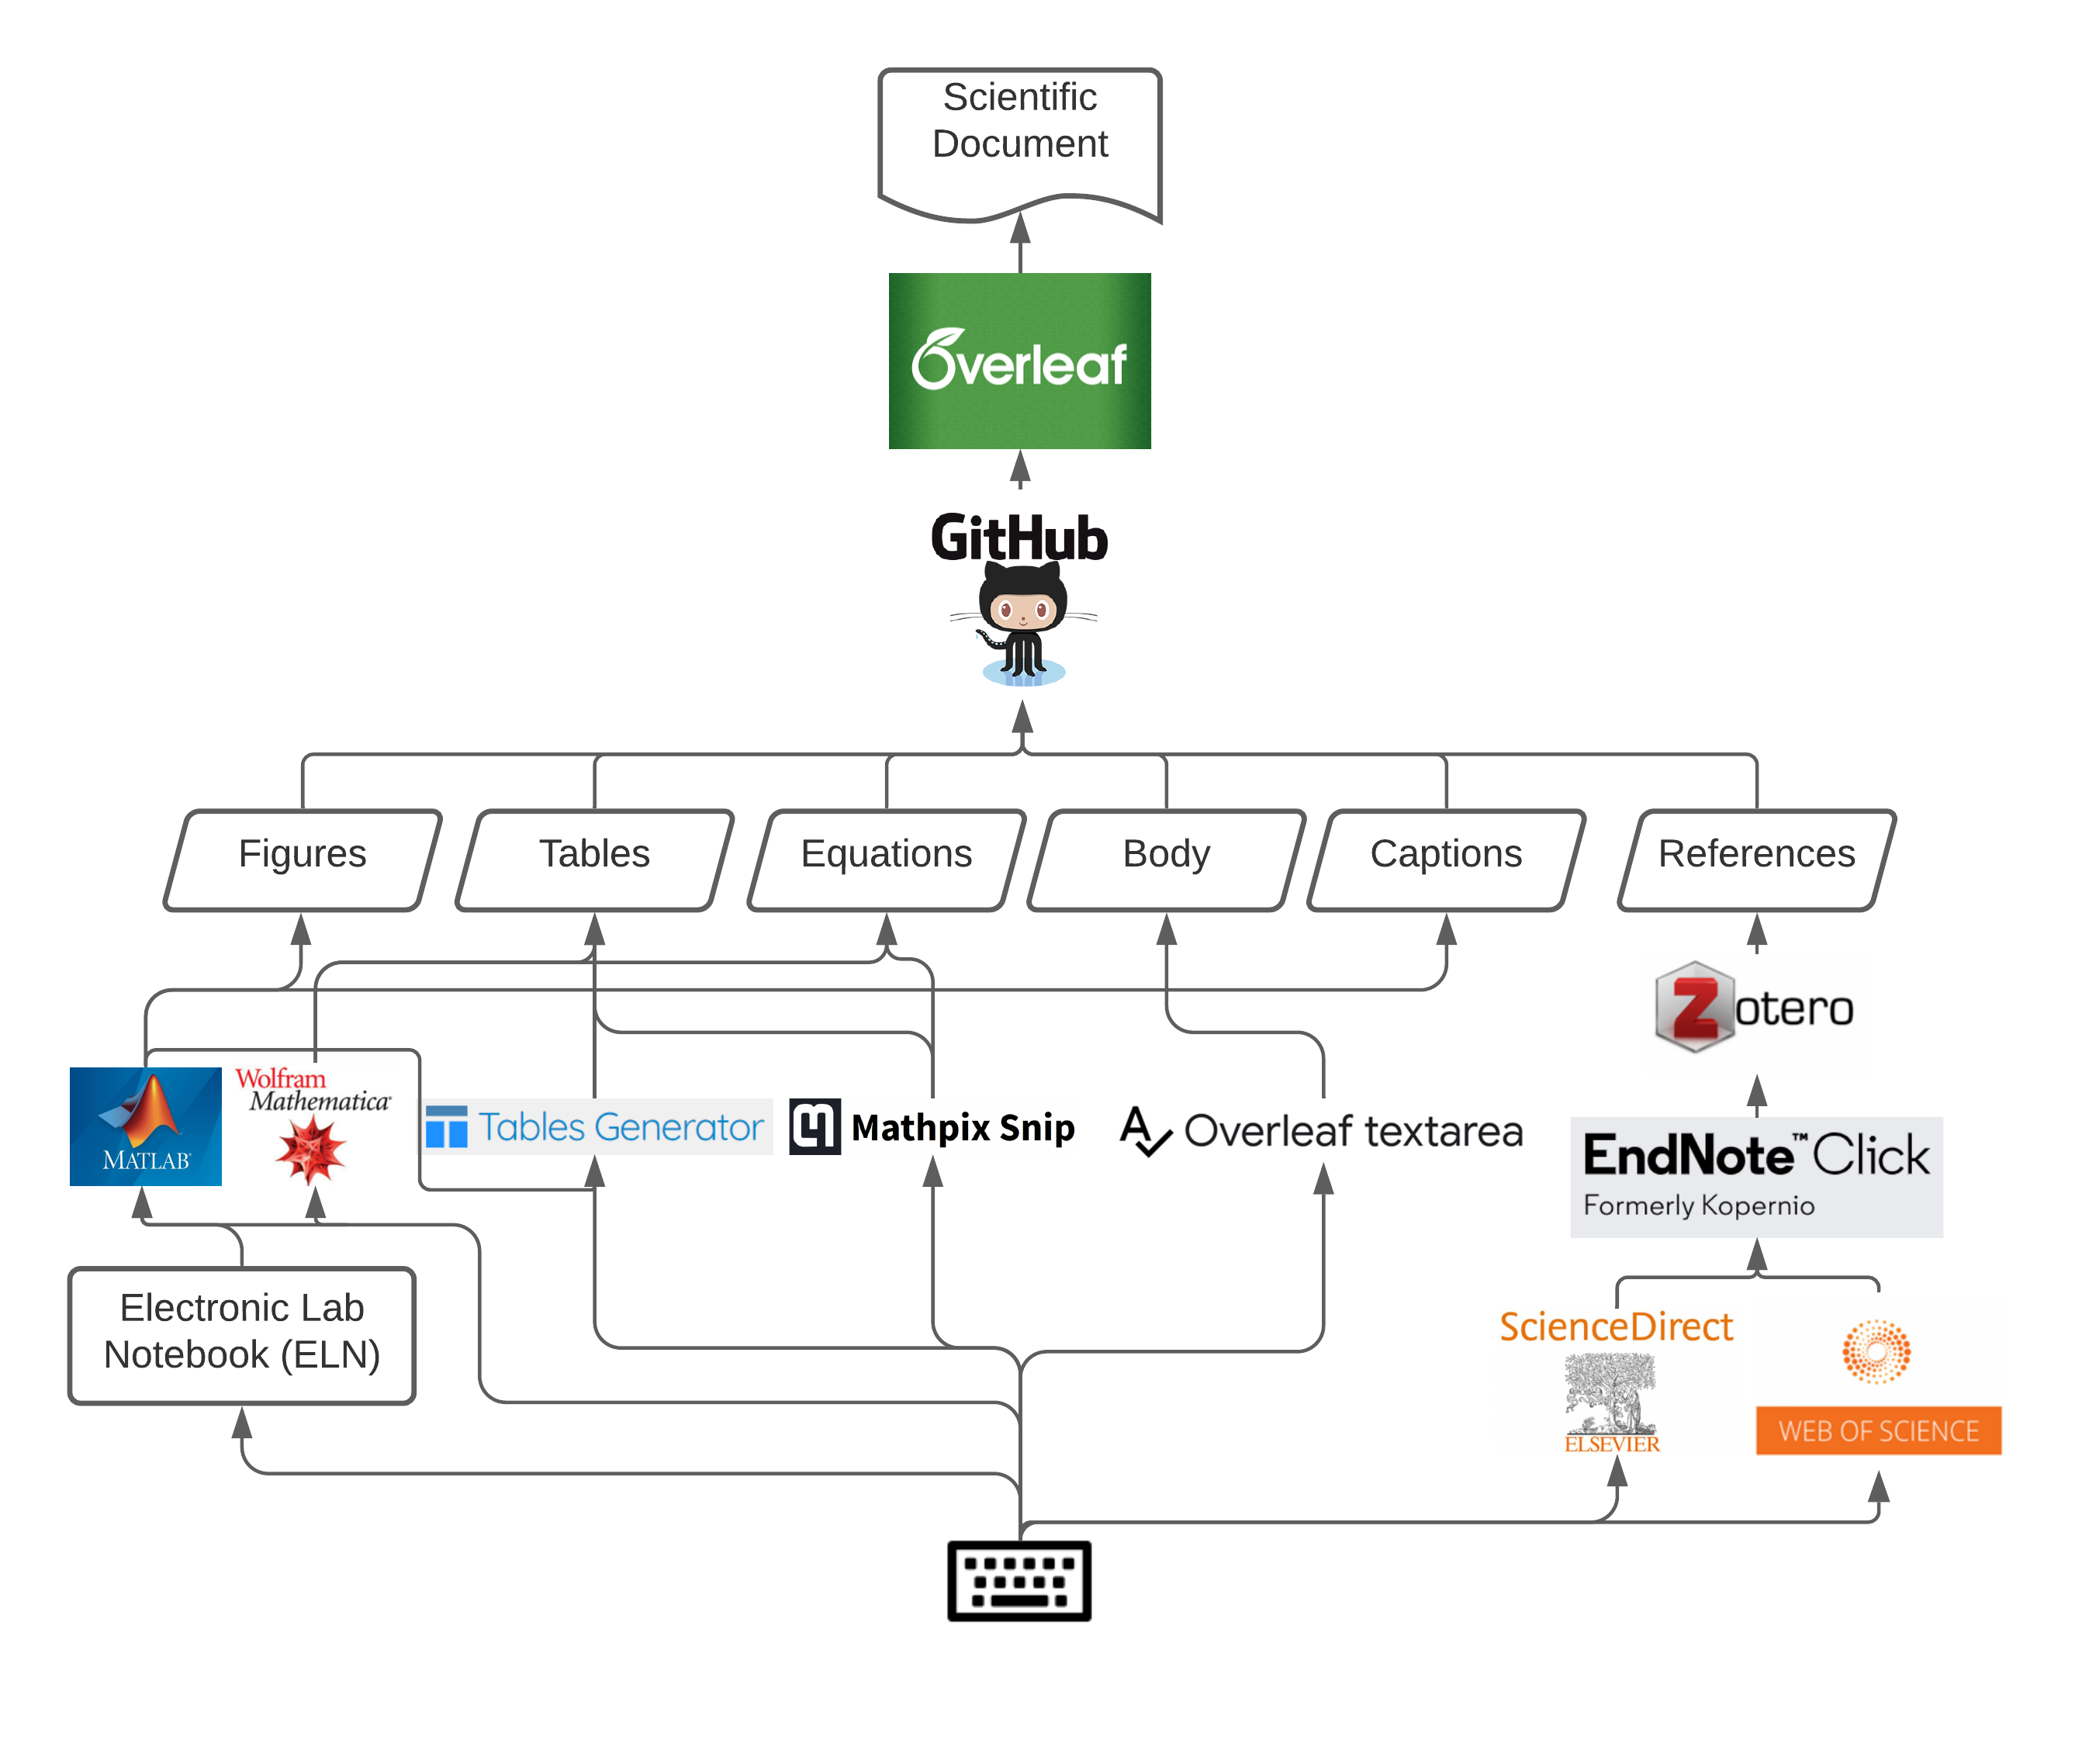 Scientific
Document
Overleaf
GitHub
Figures
Tables
Equations
Body
Captions
References
Zotero
MATLAB
Wolfram
Mathematica
Tables Generator
Mathpix Snip
Overleaf textarea
EndNote™ Click
Formerly Kopernio
Electronic Lab
Notebook (ELN)
ScienceDirect
ELSEVIER
WEB OF SCIENCE